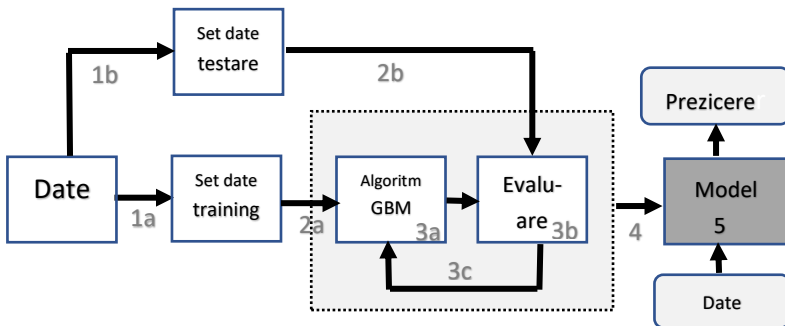 Set date
testare
1b
2b
Prezicere
Date
1a
Set date
training
2a
Algoritm
GBM
3a
Evalu-
are
3b
3c
4
Model
5
Date